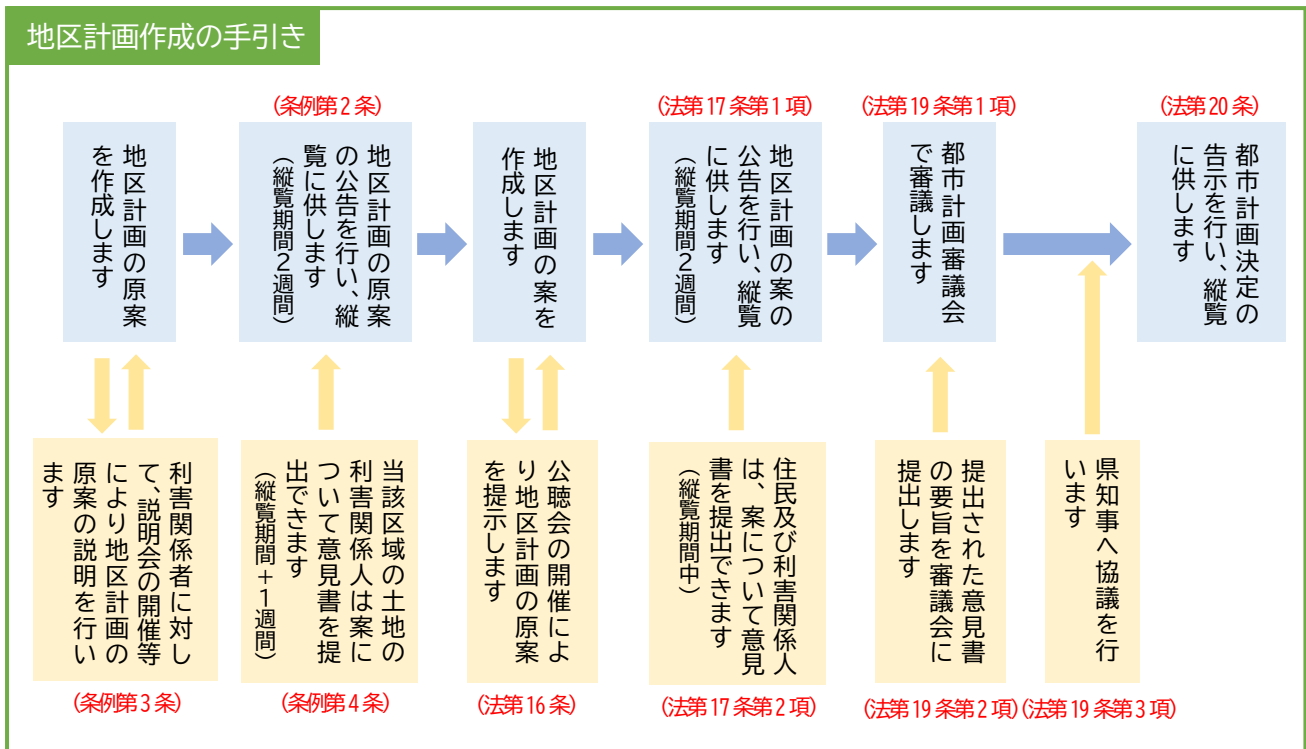 地区計画作成の手引き
(条例第2条)
(法第17条第1項)
(法第19条第1項)
(法第20条)
地区計画の原案
を作成します
地区計画の原案
の公告を行い、縦
覧に供します
(縦覧期間2週間)
地区計画の案を
作成します
地区計画の案の
公告を行い、縦覧
に供します
(縦覧期間2週間)
都市計画審議会
で審議します
都市計画決定の
告示を行い、縦覧
に供します
利害関係者に対し
て、説明会の開催等
により地区計画の
原案の説明を行い
ます
当該区域の土地の
利害関係人は案に
ついて意見書を提
出できます
(縦覧期間+1週間)
公聴会の開催によ
り地区計画の原案
を提示します
住民及び利害関係人
は、案について意見
書を提出できます
(縦覧期間中)
提出された意見書
の要旨を審議会に
提出します
県知事へ協議を行
います
(条例第3条)
(条例第4条)
(法第16条)
(法第17条第2項)
(法第19条第2項)
(法第19条第3項)